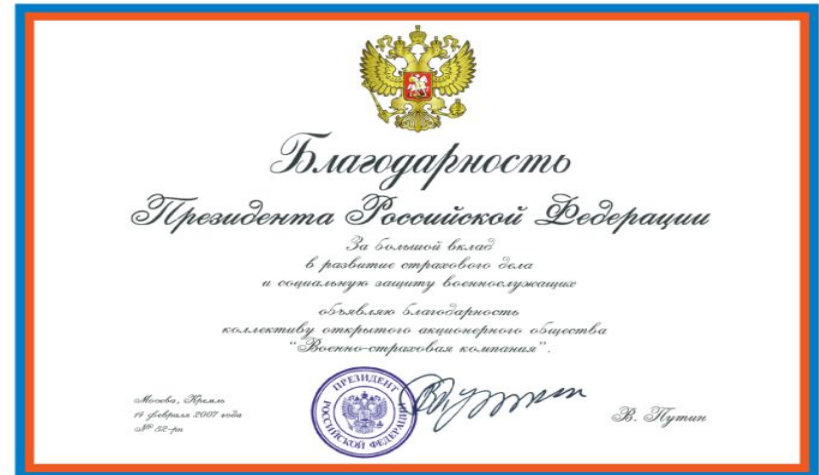 Благодарность
Президента Российской Федерации
За большой вклад
в развитие страхового дела
и социальную защиту военнослужащих
объявляю благодарность
коллективу открытого акционерного общества
"Военно-страховая компания".
ПРЕЗИДЕНТ
РОССИЙСКОЙ ФЕДЕРАЦИИ
Москва, Кремль
14 февраля 2007 года
№ 52-рп
В. Путин